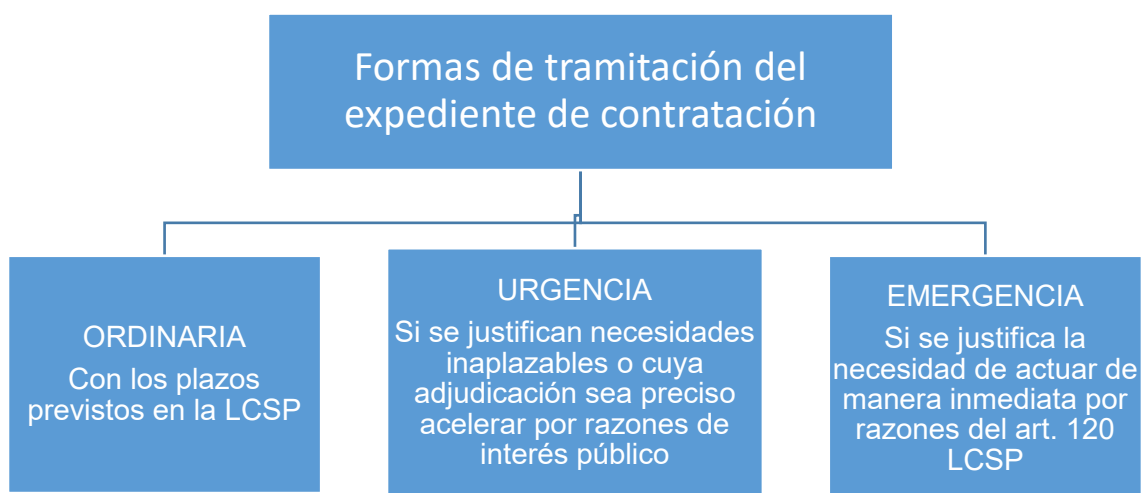 Formas de tramitación del
expediente de contratación
ORDINARIA
Con los plazos
previstos en la LCSP
URGENCIA
Si se justifican necesidades
inaplazables o cuya
adjudicación sea preciso
acelerar por razones de
interés público
EMERGENCIA
Si se justifica la
necesidad de actuar de
manera inmediata por
razones del art. 120
LCSP